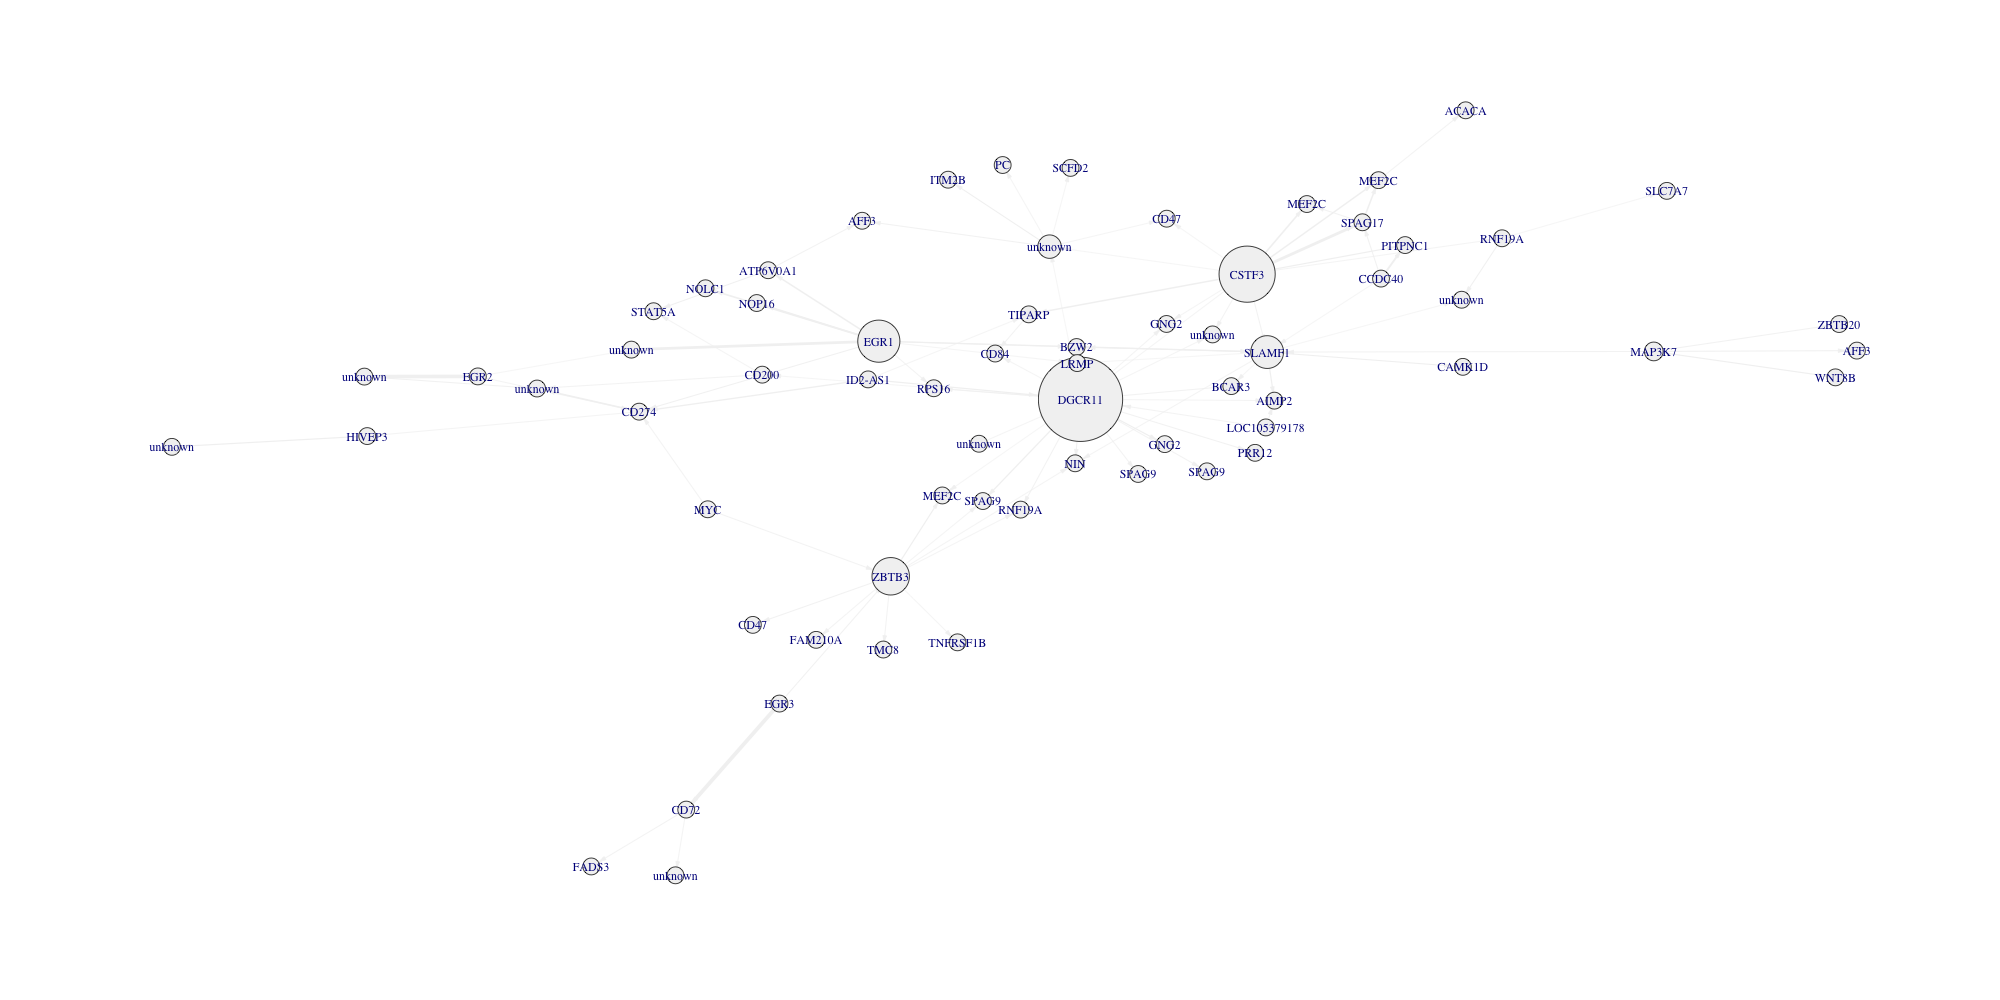 ACACA
PC
SCFD2
ITM2B
MEF2C
SLC7A7
MEF2C
CD47
AFF3
SPAG17
RNF19A
PITPNC1
unknown
ATP6V0A1
CSTF3
CCDC40
NOLC1
unknown
NOP16
STAT5A
TIPARP
GNG2
ZBTB20
unknown
EGR1
BZW2
unknown
CD84
SLAMF1
MAP3K7
AFF3
LRMP
CAMK1D
CD200
unknown
EGR2
WNT8B
ID2-AS1
unknown
RPS16
BCAR3
DGCR11
AIMP2
CD274
LOC105379178
HIVEP3
unknown
unknown
GNG2
PRR12
NIN
SPAG9
SPAG9
MEF2C
SPAG9
MYC
RNF19A
ZBTB3
CD47
FAM210A
TNFRSF1B
TMC8
EGR3
CD72
FADS3
unknown